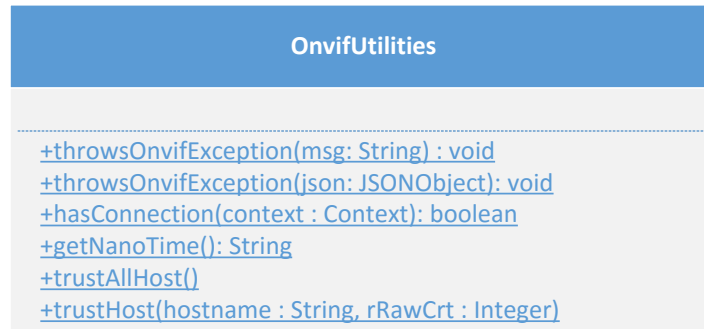 OnvifUtilities
+throwsOnvifException(msg: String) : void
+throwsOnvifException(json: JSONObject): void
+hasConnection(context : Context): boolean
+getNanoTime(): String
+trustAllHost()
+trustHost(hostname : String, rRawCrt : Integer)